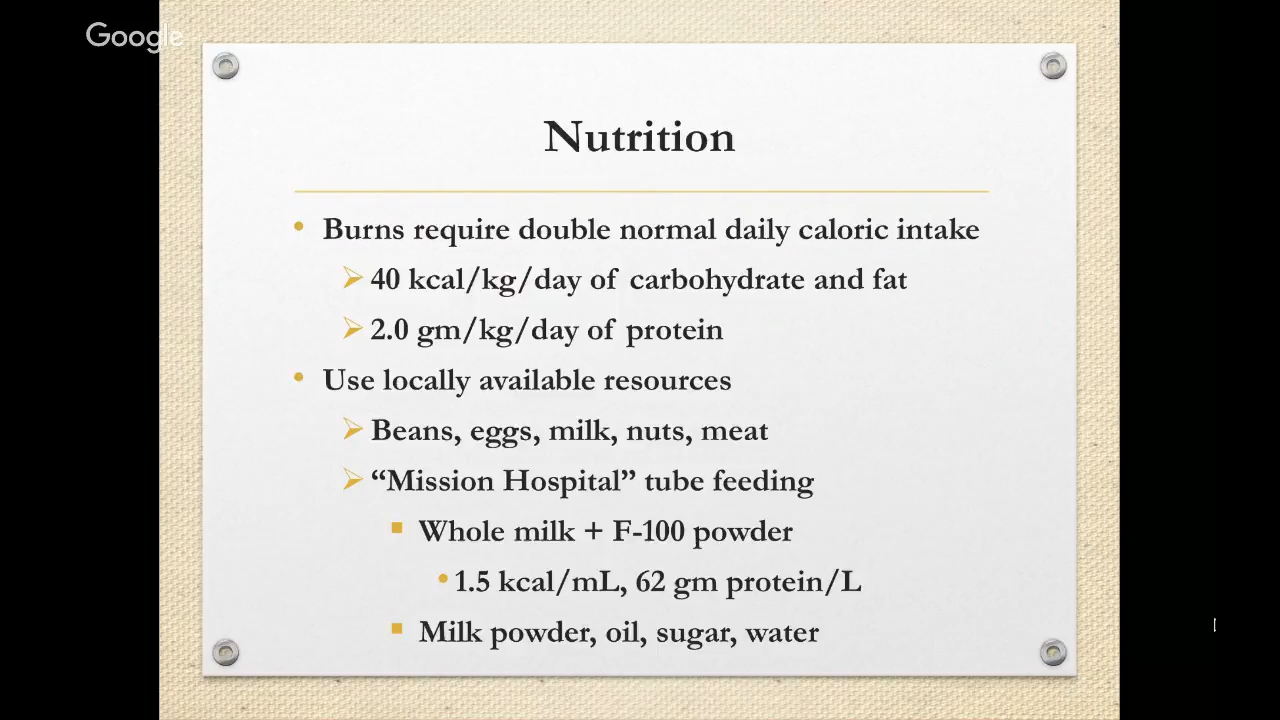 Google
Nutrition
• Burns require double normal daily caloric intake
➢ 40 kcal/kg/day of carbohydrate and fat
➢ 2.0 gm/kg/day of protein
• Use locally available resources
➢ Beans, eggs, milk, nuts, meat
➢ “Mission Hospital” tube feeding
▪ Whole milk + F-100 powder
• 1.5 kcal/mL, 62 gm protein/L
▪ Milk powder, oil, sugar, water